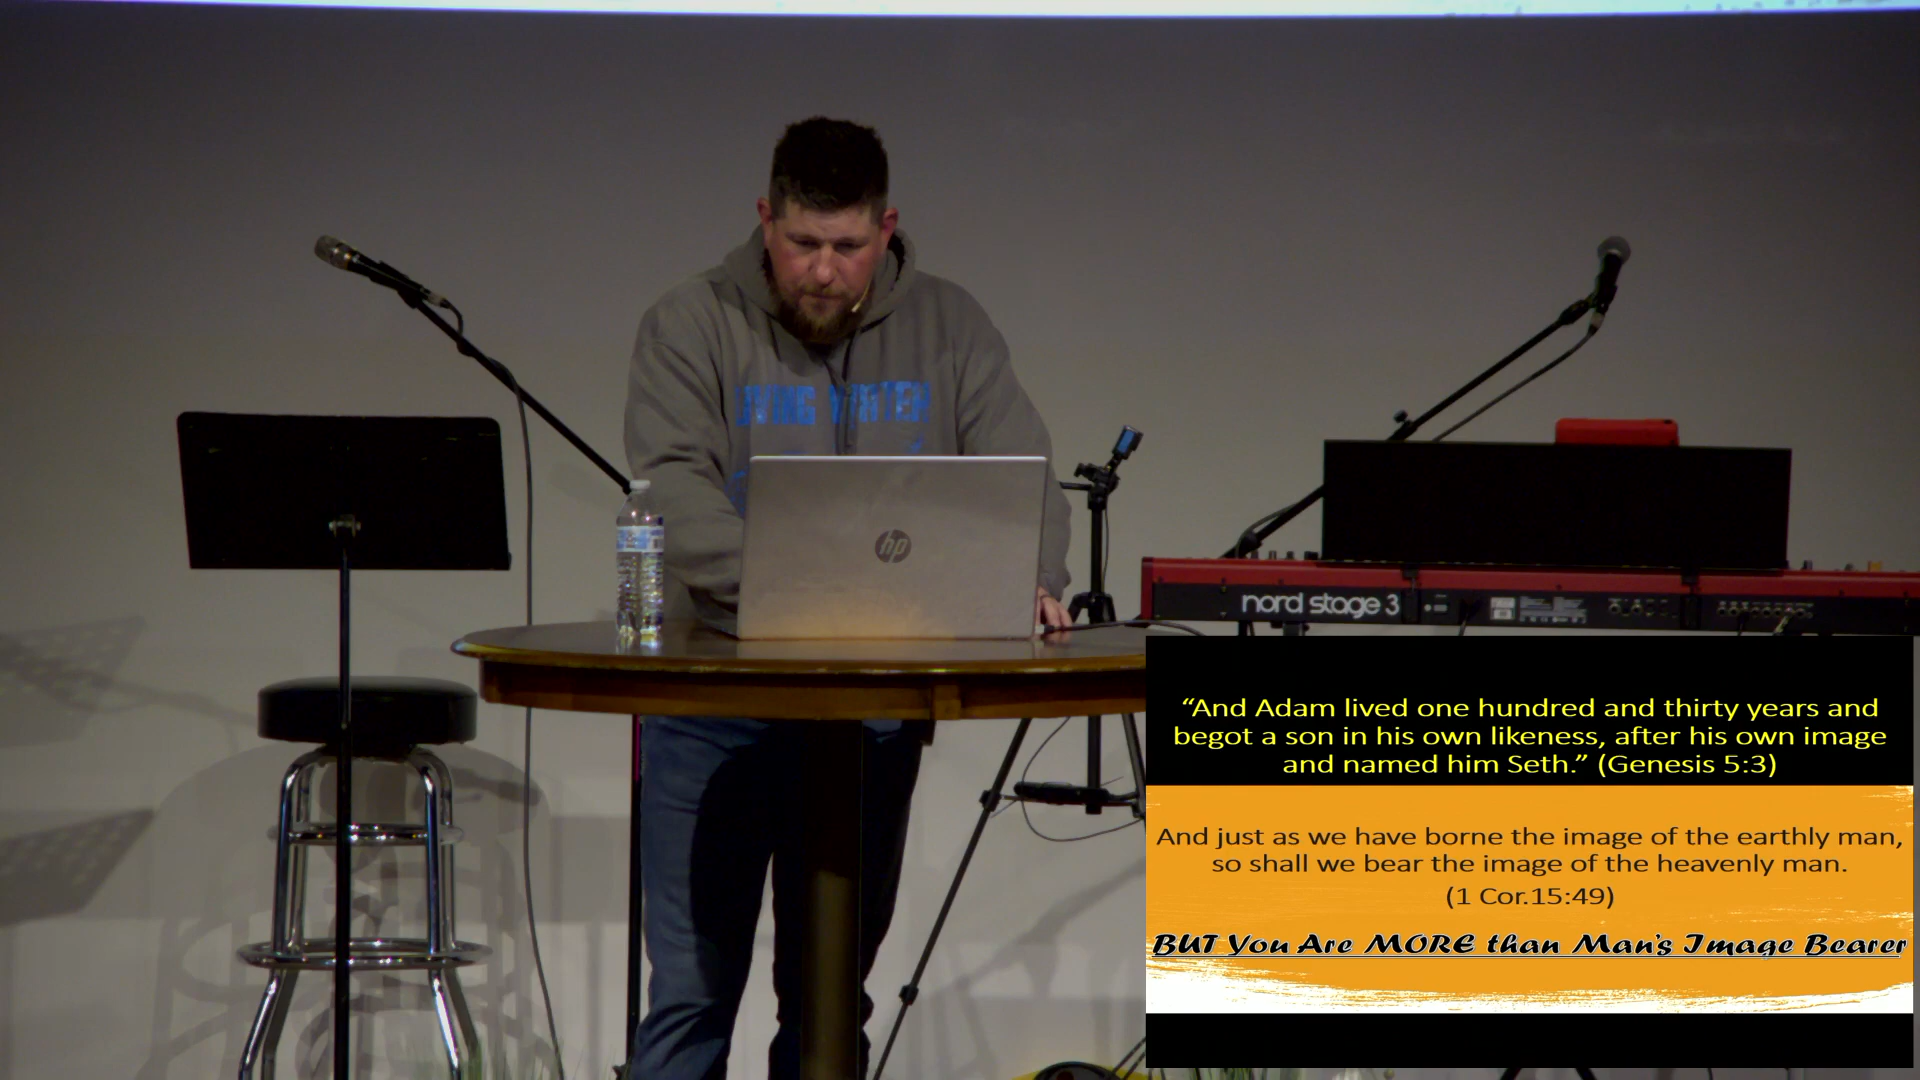 LIVING WATER
hp
nord stage 3
“And Adam lived one hundred and thirty years and
begot a son in his own likeness, after his own image
and named him Seth.” (Genesis 5:3)
And just as we have borne the image of the earthly man,
so shall we bear the image of the heavenly man.
(1 Cor.15:49)
BUT You Are MORE than Man's Image Bearer